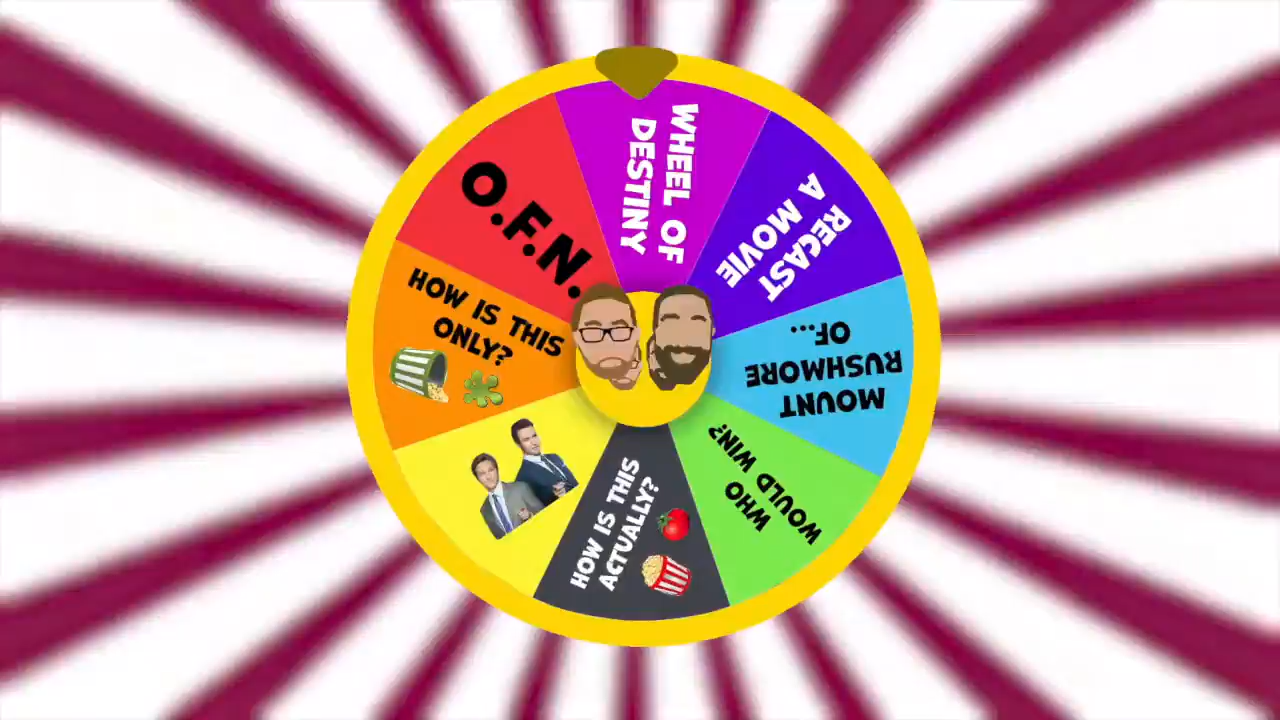 WHEEL OF
DESTINY
RECAST
A MOVIE
MOUNT
RUSHMORE
OF...
WHO
WOULD WIN?
HOW IS THIS
ACTUALLY?
HOW IS THIS
ONLY?
O.F.N.